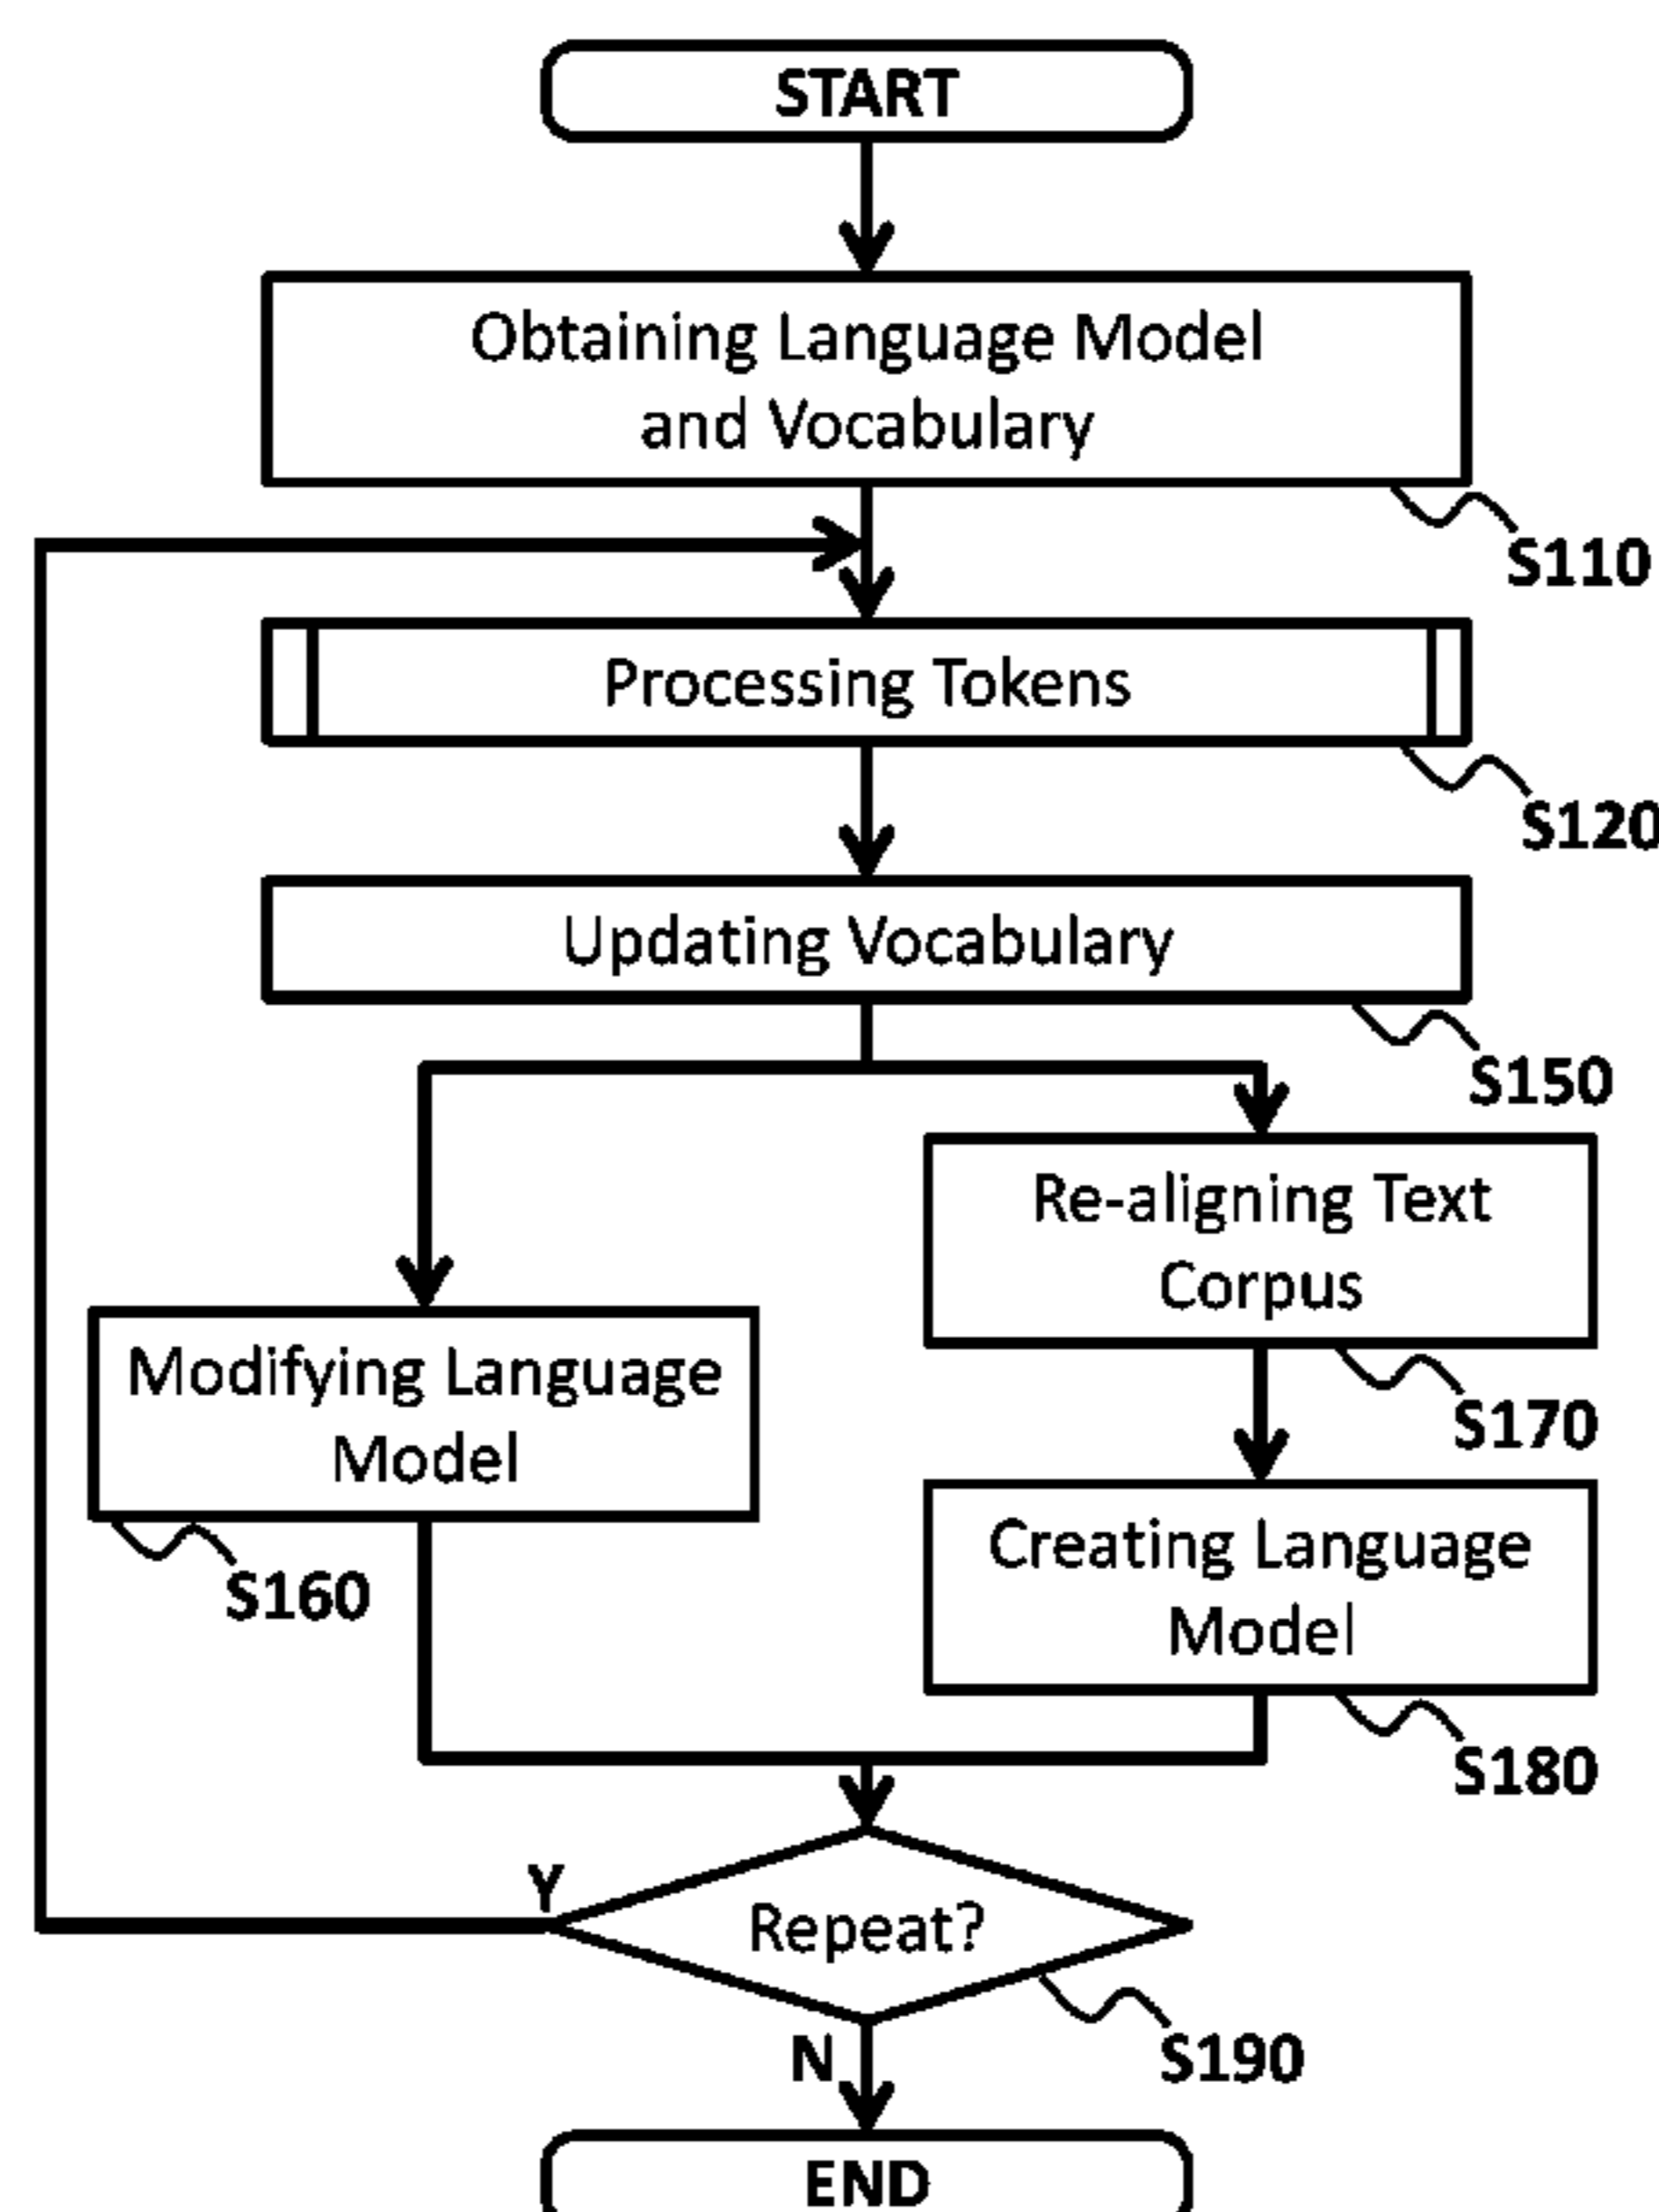 START
Obtaining Language Model
and Vocabulary
S110
Processing Tokens
S120
Updating Vocabulary
S150
Re-aligning Text
Corpus
S170
Modifying Language
Model
S160
Creating Language
Model
S180
Y
Repeat?
S190
N
END